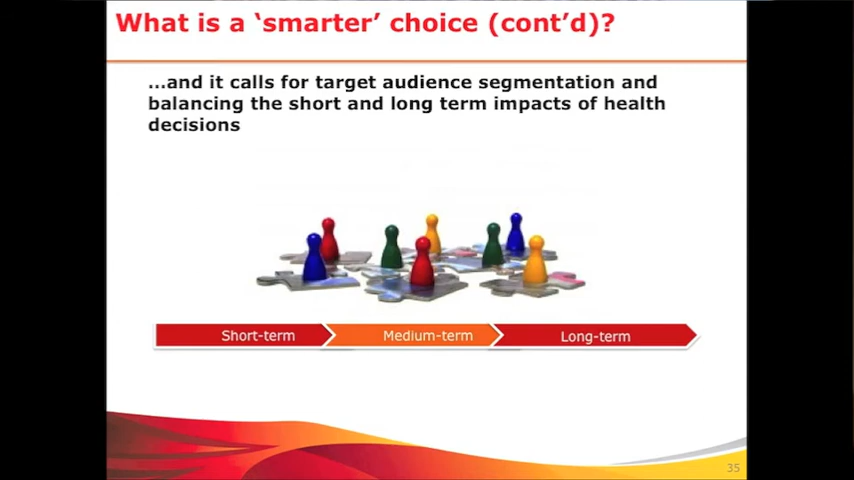 What is a ‘smarter’ choice (cont’d)?
...and it calls for target audience segmentation and
balancing the short and long term impacts of health
decisions
Short-term
Medium-term
Long-term
35